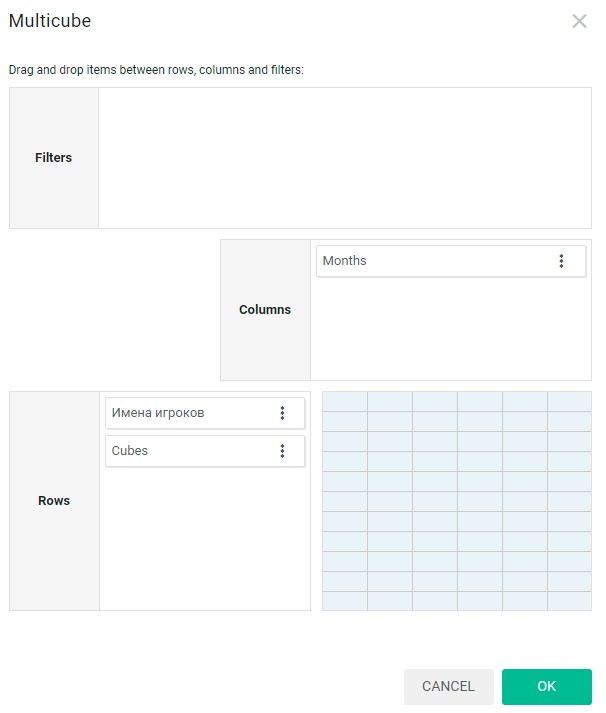 Multicube
Drag and drop items between rows, columns and filters:
Filters
Months
Columns
Имена игроков
Cubes
Rows
CANCEL
OK